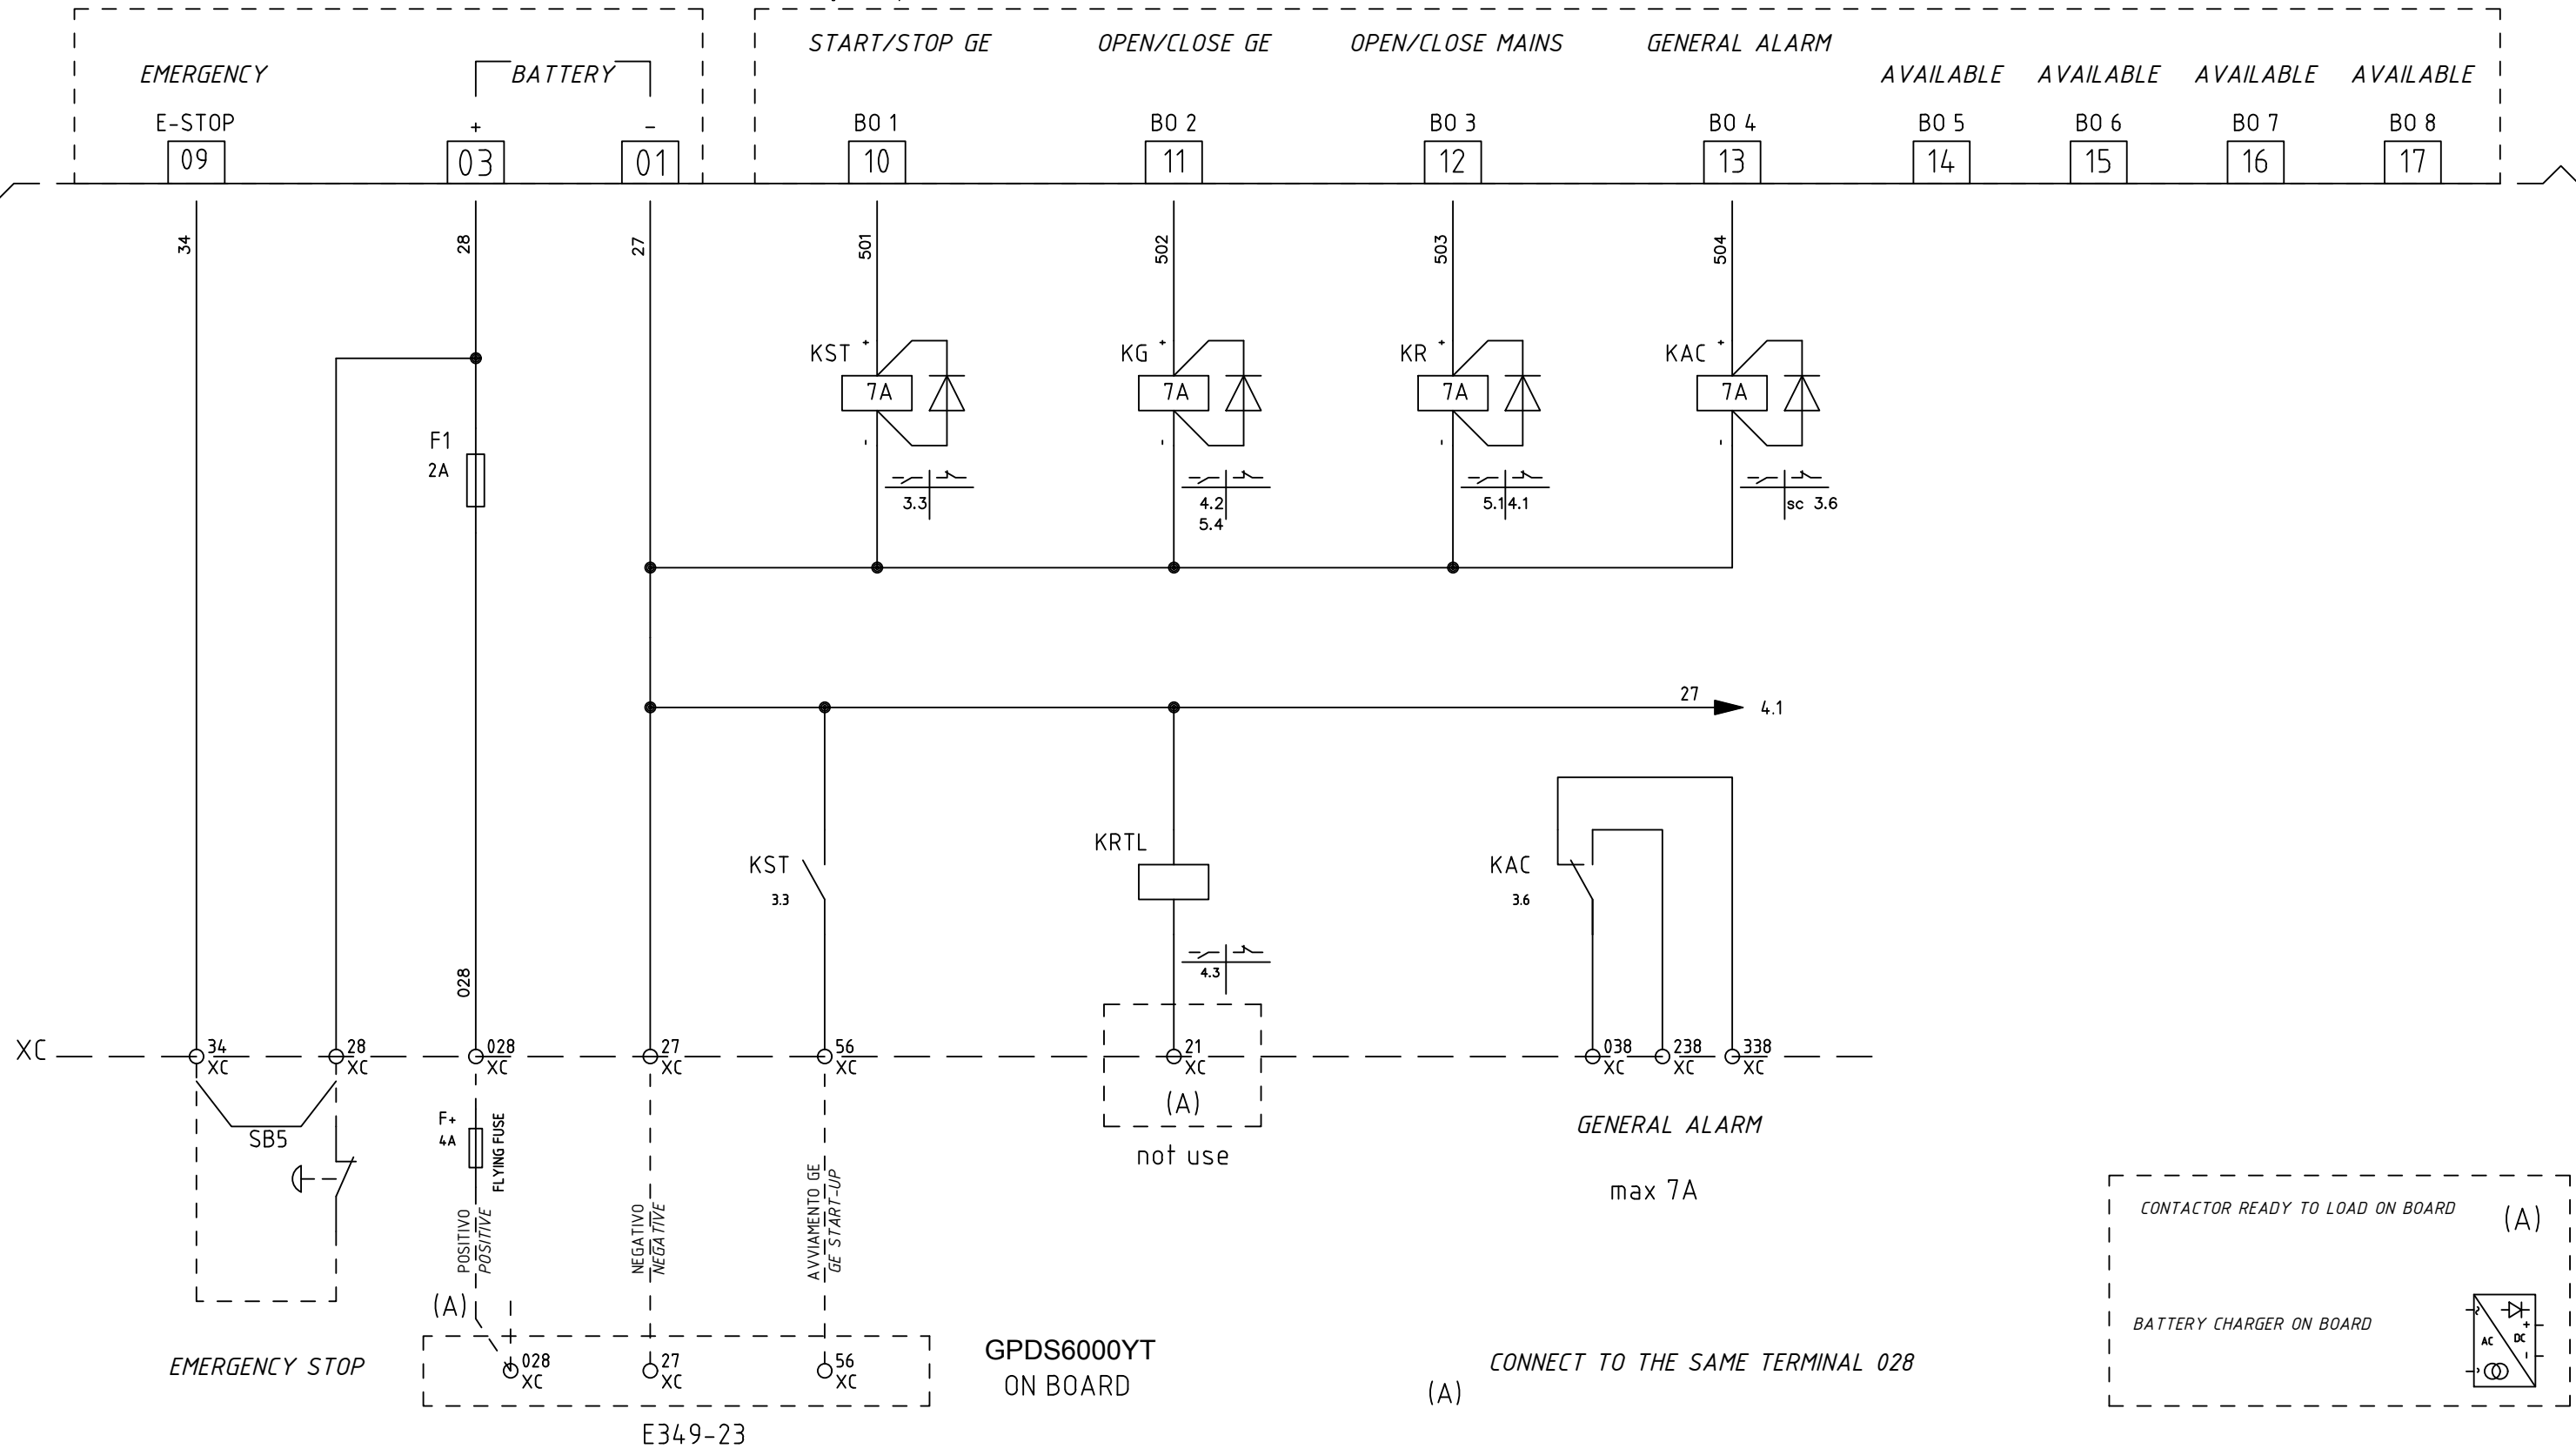 START/STOP GE
OPEN/CLOSE GE
OPEN/CLOSE MAINS
GENERAL ALARM
EMERGENCY
BATTERY
AVAILABLE
AVAILABLE
AVAILABLE
AVAILABLE
E-STOP
+
-
BO 1
BO 2
BO 3
BO 4
BO 5
BO 6
BO 7
BO 8
09
03
01
10
11
12
13
14
15
16
17
34
28
27
501
502
503
504
KST
+
7A
-
KG
+
7A
-
KR
+
7A
-
KAC
+
7A
-
F1
2A
3.3
4.2
5.4
5.1
4.1
sc 3.6
27
4.1
KST
3.3
KRTL
4.3
KAC
3.6
028
XC
34
XC
28
XC
028
XC
27
XC
56
XC
21
XC
038
XC
238
XC
338
XC
SB5
F+
4A
FLYING FUSE
(A)
not use
GENERAL ALARM
max 7A
POSITIVO
POSITIVE
NEGATIVO
NEGATIVE
AVVIAMENTO GE
GE START-UP
(A)
EMERGENCY STOP
028
XC
27
XC
56
XC
E349-23
GPDS6000YT
ON BOARD
CONNECT TO THE SAME TERMINAL 028
(A)
CONTACTOR READY TO LOAD ON BOARD
(A)
BATTERY CHARGER ON BOARD
AC
DC
+
-